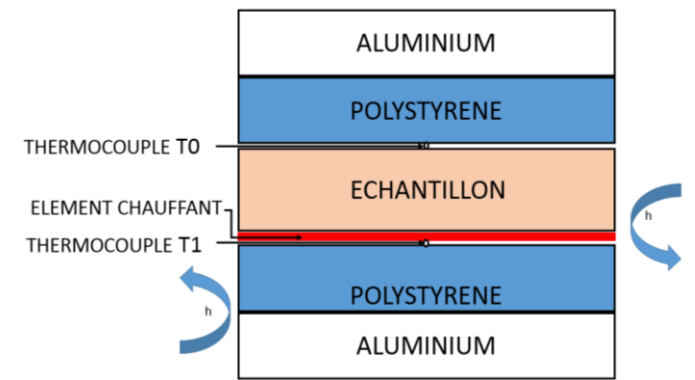 ALUMINIUM
POLYSTYRENE
THERMOCOUPLE T0
ECHANTILLON
ELEMENT CHAUFFANT
h
THERMOCOUPLE T1
POLYSTYRENE
h
ALUMINIUM